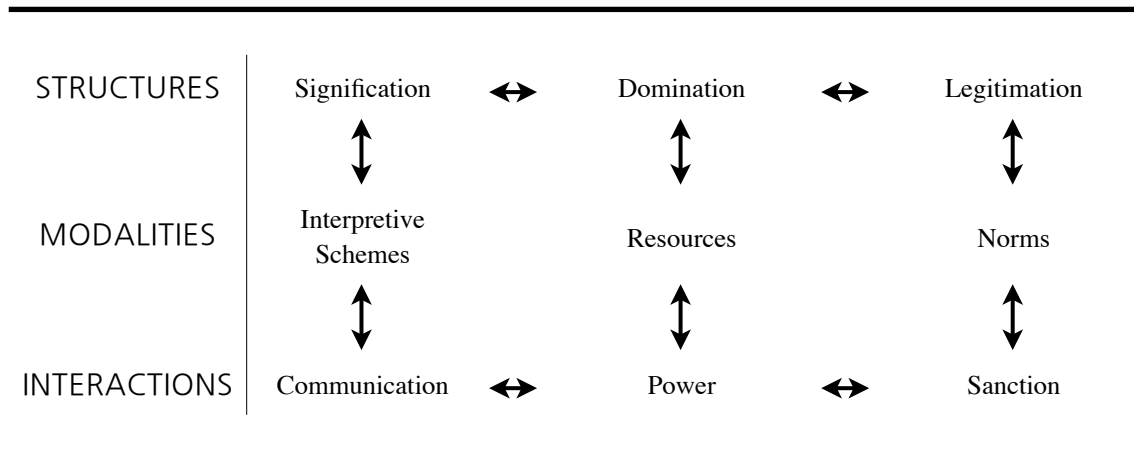 STRUCTURES Signification Domination Legitimation
MODALITIES Interpretive Schemes Resources Norms
INTERACTIONS Communication Power Sanction